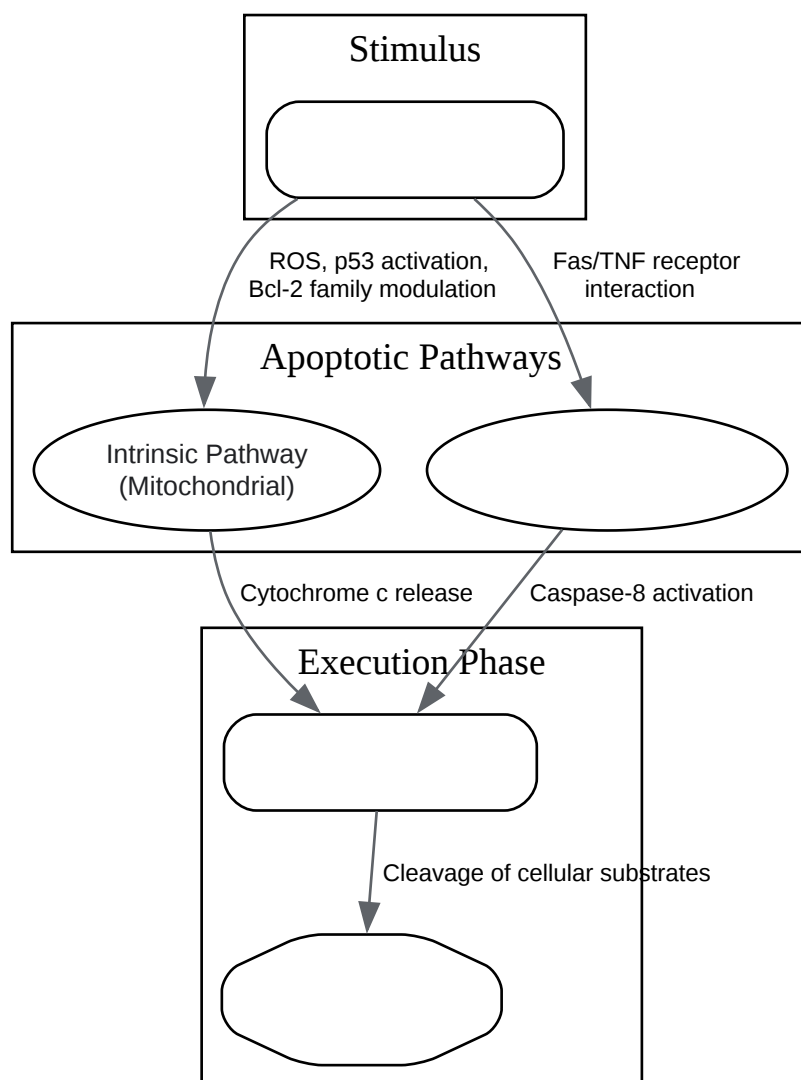 Stimulus
ROS, p53 activation,
Bcl-2 family modulation
Fas/TNF receptor
interaction
Apoptotic Pathways
Intrinsic Pathway
(Mitochondrial)
Cytochrome c release
Caspase-8 activation
Execution Phase
Cleavage of cellular substrates